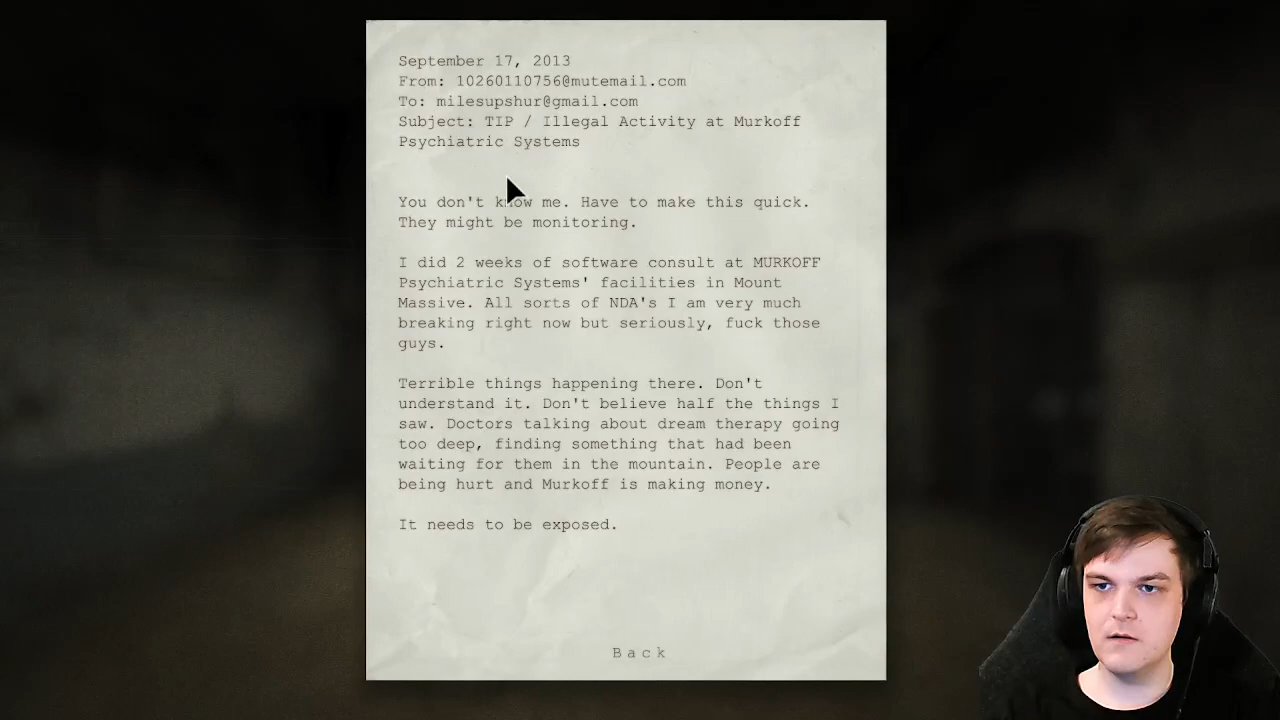 September 17, 2013
From: 10260110756@mutemail.com
To: milesupshur@gmail.com
Subject: TIP / Illegal Activity at Murkoff
Psychiatric Systems
You don't know me. Have to make this quick.
They might be monitoring.
I did 2 weeks of software consult at MURKOFF
Psychiatric Systems' facilities in Mount
Massive. All sorts of NDA's I am very much
breaking right now but seriously, fuck those
guys.
Terrible things happening there. Don't
understand it. Don't believe half the things I
saw. Doctors talking about dream therapy going
too deep, finding something that had been
waiting for them in the mountain. People are
being hurt and Murkoff is making money.
It needs to be exposed.
Back